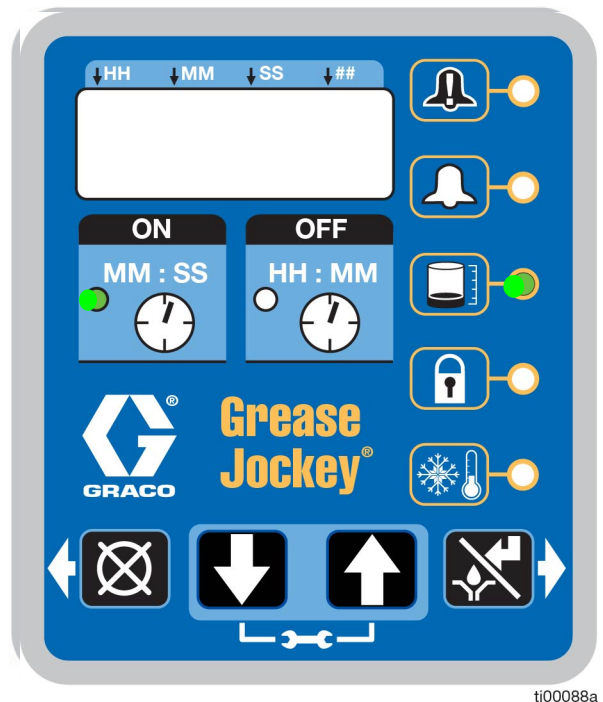 HH MM SS ##
ON OFF
MM : SS HH : MM
®
GRACO
Grease
Jockey®
ti00088a